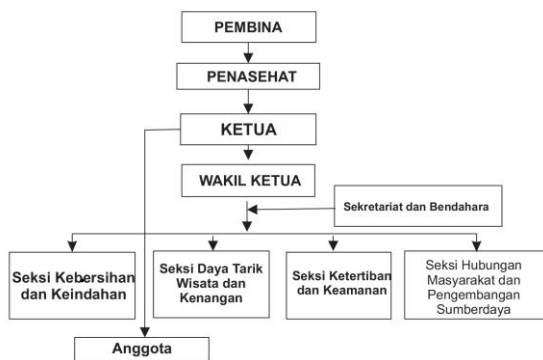 PEMBINA
PENASEHAT
KETUA
WAKIL KETUA
Sekretariat dan Bendahara
Seksi Kebersihan
dan Keindahan
Seksi Daya Tarik
Wisata dan
Kenangan
Seksi Ketertiban
dan Keamanan
Seksi Hubungan
Masyarakat dan
Pengembangan
Sumberdaya
Anggota